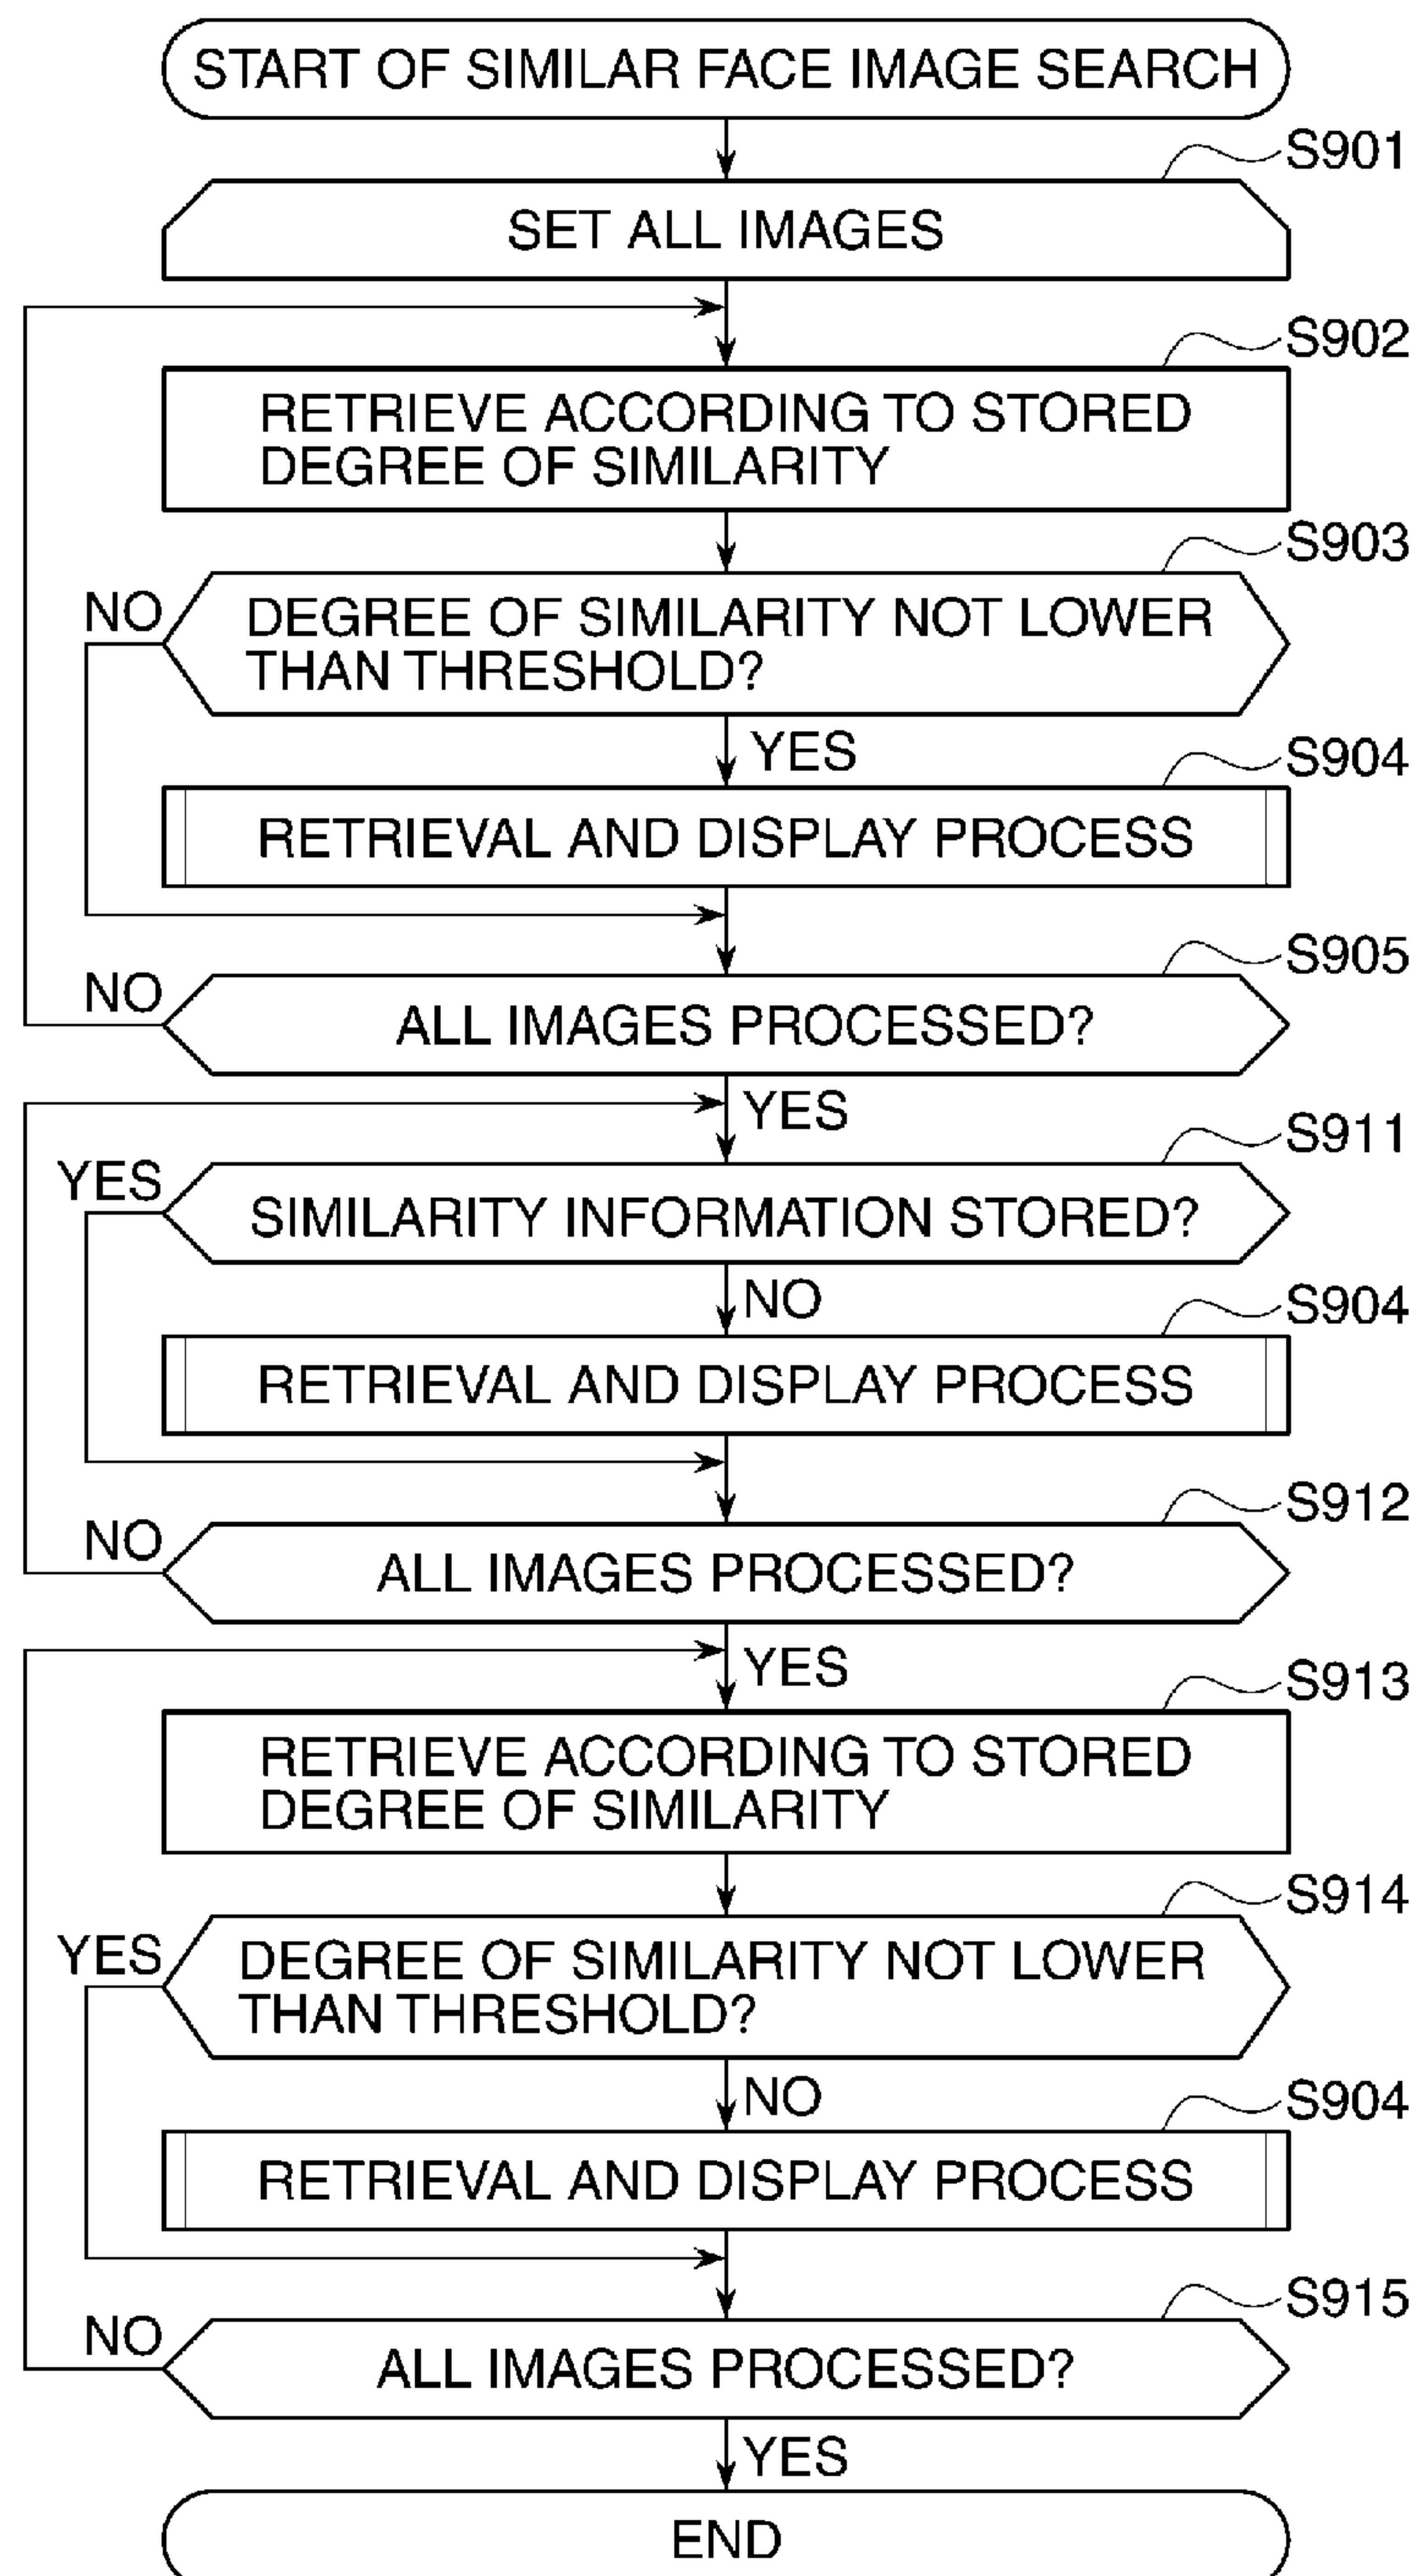 START OF SIMILAR FACE IMAGE SEARCH
S901
SET ALL IMAGES
S902
RETRIEVE ACCORDING TO STORED
DEGREE OF SIMILARITY
S903
NO
DEGREE OF SIMILARITY NOT LOWER
THAN THRESHOLD?
YES
S904
RETRIEVAL AND DISPLAY PROCESS
S905
NO
ALL IMAGES PROCESSED?
YES
S911
YES
SIMILARITY INFORMATION STORED?
NO
S904
RETRIEVAL AND DISPLAY PROCESS
S912
NO
ALL IMAGES PROCESSED?
YES
S913
RETRIEVE ACCORDING TO STORED
DEGREE OF SIMILARITY
S914
YES
DEGREE OF SIMILARITY NOT LOWER
THAN THRESHOLD?
NO
S904
RETRIEVAL AND DISPLAY PROCESS
S915
NO
ALL IMAGES PROCESSED?
YES
END